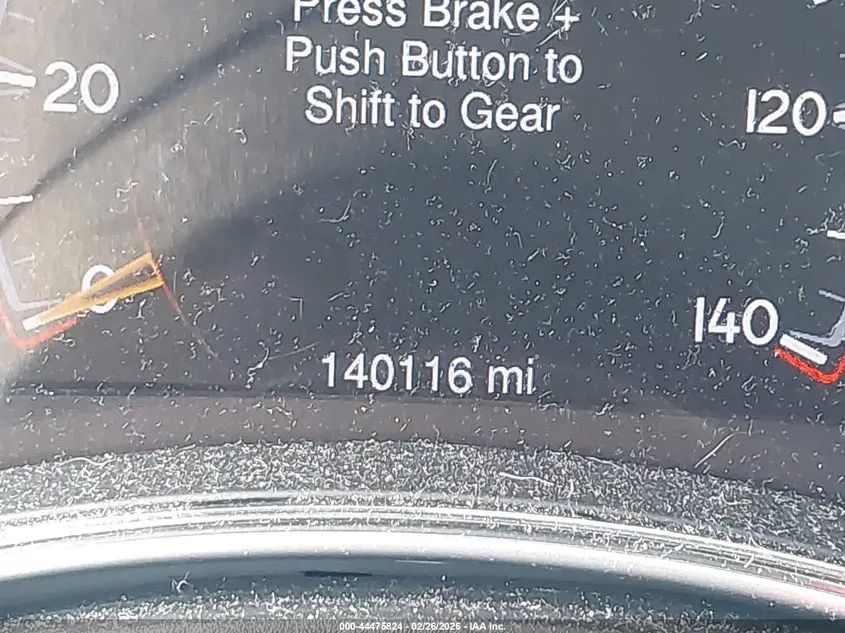 Press Brake +
Push Button to
Shift to Gear
20
120
0
140
140116 mi
000-44475824 - 02/26/2026 - IAA Inc.